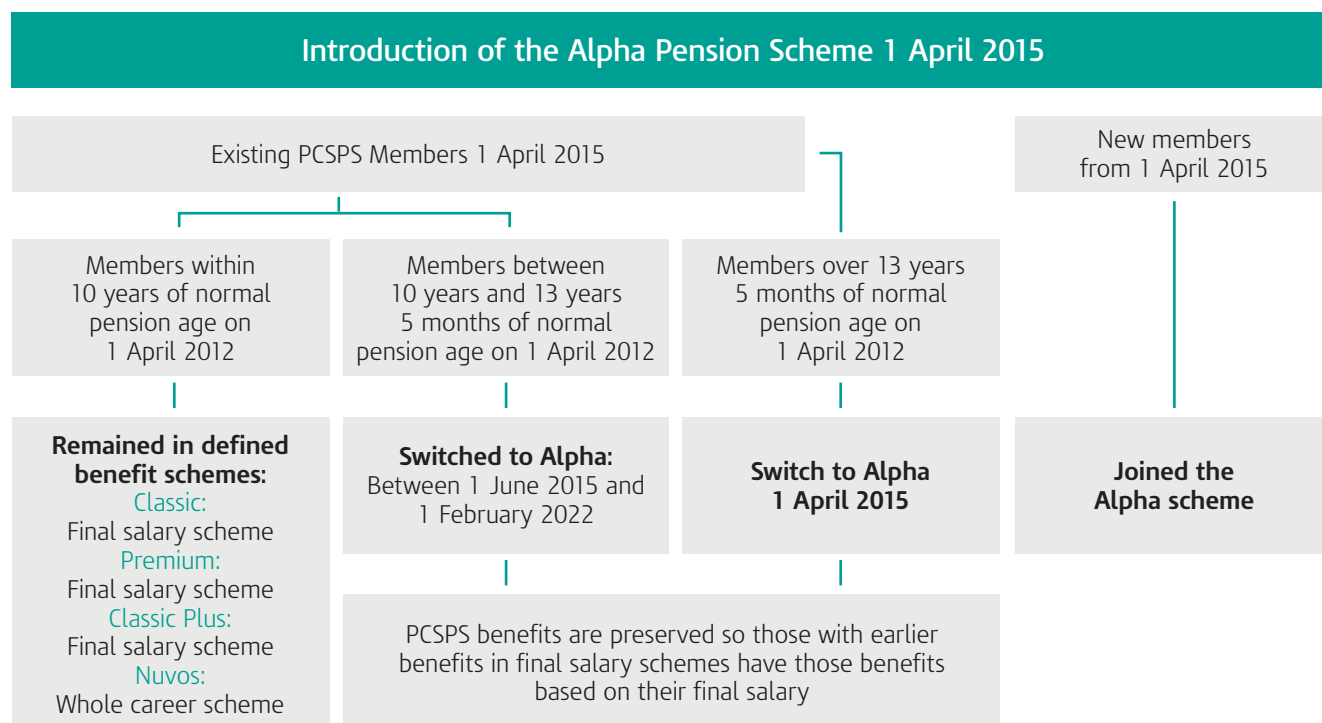 Introduction of the Alpha Pension Scheme 1 April 2015
Existing PCSPS Members 1 April 2015
New members
from 1 April 2015
Members within
10 years of normal
pension age on
1 April 2012
Members between
10 years and 13 years
5 months of normal
pension age on 1 April 2012
Members over 13 years
5 months of normal
pension age on
1 April 2012
Remained in defined
benefit schemes:
Classic:
Final salary scheme
Premium:
Final salary scheme
Classic Plus:
Final salary scheme
Nuvos:
Whole career scheme
Switched to Alpha:
Between 1 June 2015 and
1 February 2022
Switch to Alpha
1 April 2015
Joined the
Alpha scheme
PCSPS benefits are preserved so those with earlier
benefits in final salary schemes have those benefits
based on their final salary